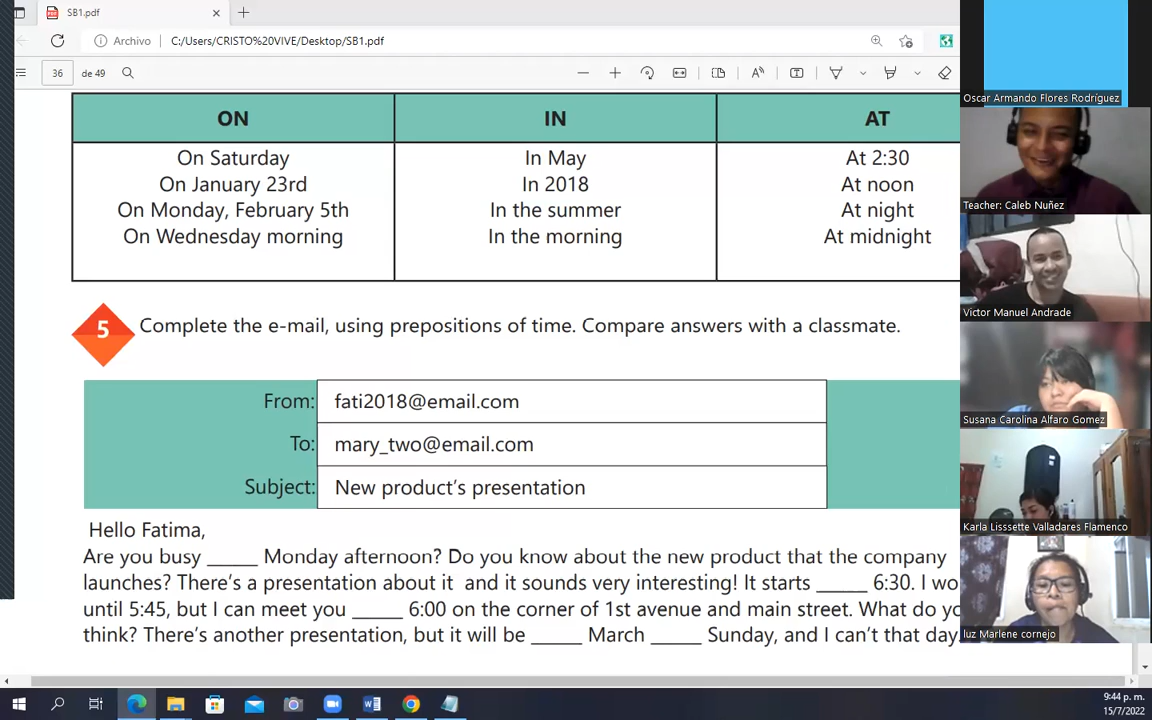 SB1.pdf
Archivo
C:/Users/CRISTO%20VIVE/Desktop/SB1.pdf
36 de 49
ON IN AT
On Saturday In May At 2:30
On January 23rd In 2018 At noon
On Monday, February 5th In the summer At night
On Wednesday morning In the morning At midnight
5 Complete the e-mail, using prepositions of time. Compare answers with a classmate.
From: fati2018@email.com
To: mary_two@email.com
Subject: New product's presentation
Hello Fatima,
Are you busy _____ Monday afternoon? Do you know about the new product that the company
launches? There's a presentation about it and it sounds very interesting! It starts _____ 6:30. I wo
until 5:45, but I can meet you _____ 6:00 on the corner of 1st avenue and main street. What do yo
think? There's another presentation, but it will be _____ March _____ Sunday, and I can't that day
Oscar Armando Flores Rodríguez
Teacher: Caleb Nuñez
Victor Manuel Andrade
Susana Carolina Alfaro Gomez
Karla Lisssette Valladares Flamenco
luz Marlene cornejo
9:44 p. m.
15/7/2022